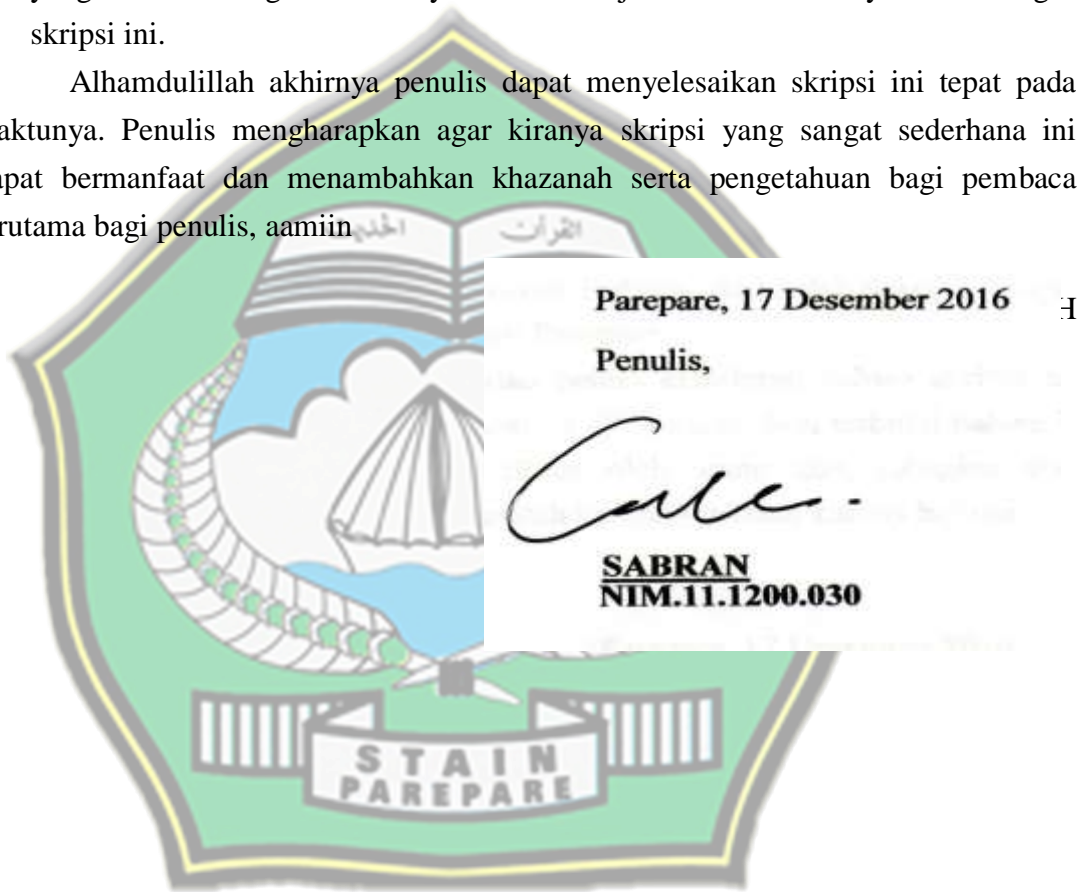 skripsi ini.
Alhamdulillah akhirnya penulis dapat menyelesaikan skripsi ini tepat pada
aktunya. Penulis mengharapkan agar kiranya skripsi yang sangat sederhana ini
apat bermanfaat dan menambahkan khazanah serta pengetahuan bagi pembaca
rutama bagi penulis, aamiin
الحديث القرآن
Parepare, 17 Desember 2016
H
Penulis,
SABRAN
NIM.11.1200.030
STAIN
PAREPARE